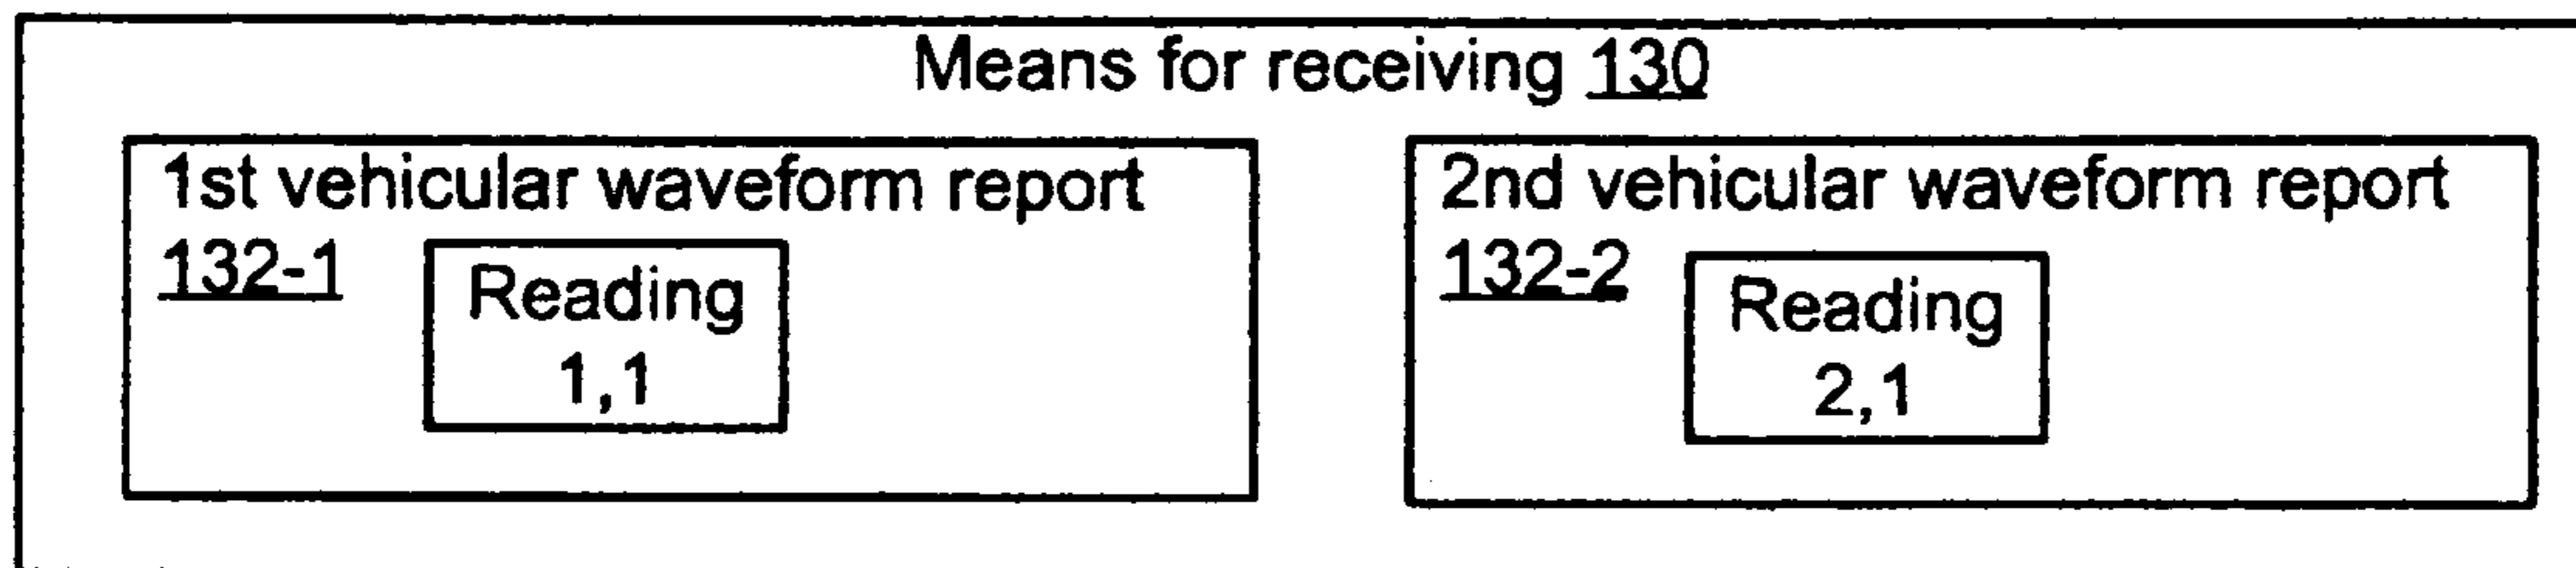 Means for receiving 130
1st vehicular waveform report
132-1
Reading
1,1
2nd vehicular waveform report
132-2
Reading
2,1